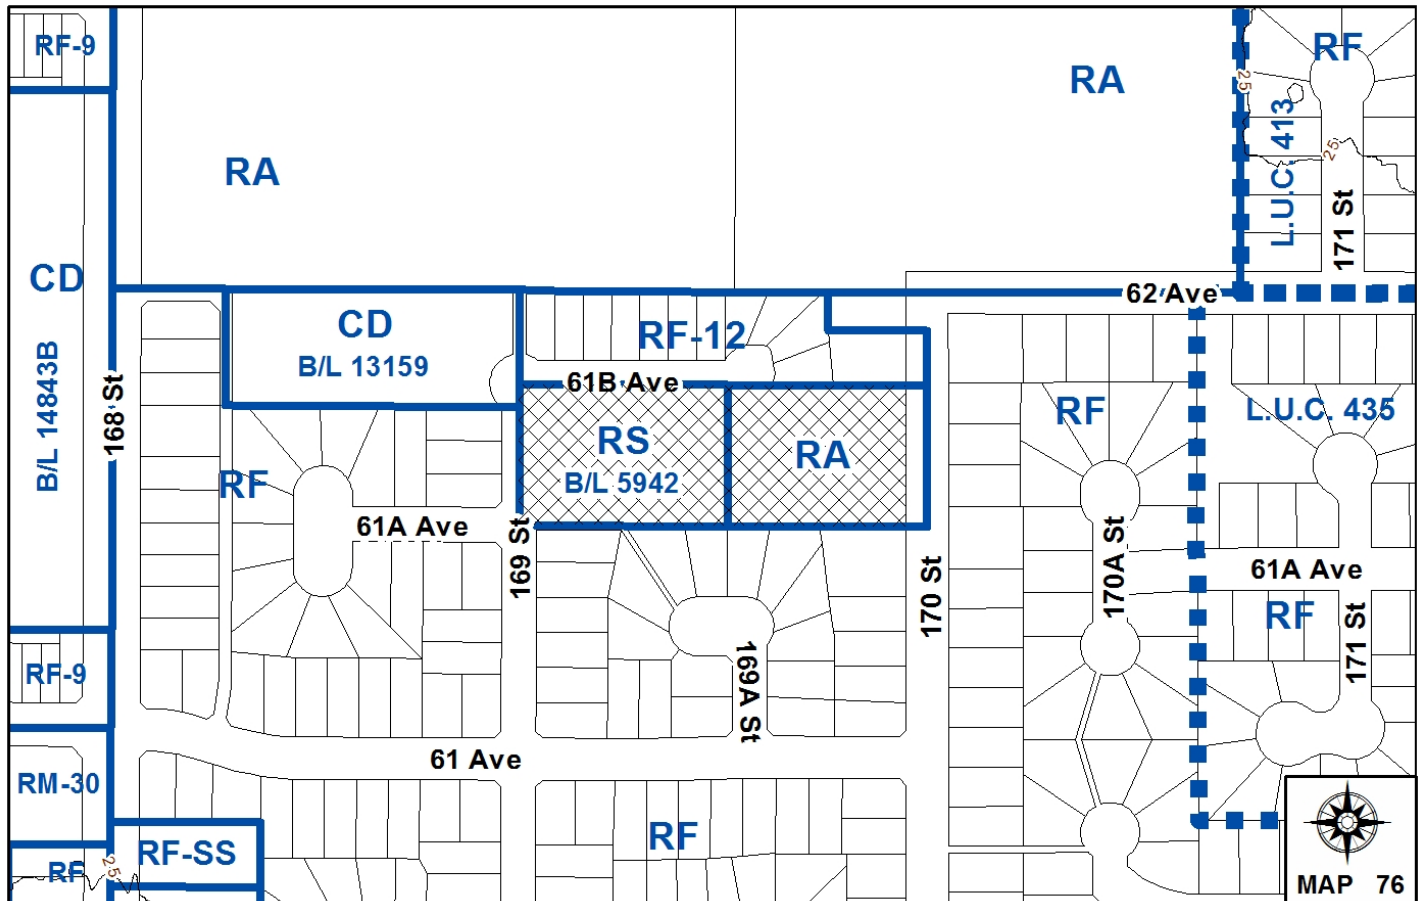 RF-9
RF
RA
25
L.U.C. 413
25
RA
171 St
CD
62 Ave
CD
B/L 13159
RF-12
B/L 14843B
168 St
61B Ave
RF
L.U.C. 435
RS
B/L 5942
RA
RF
61A Ave
169 St
170 St
170A St
61A Ave
RF
171 St
RF-9
169A St
61 Ave
RM-30
RF
RF-SS
RF
25
MAP 76